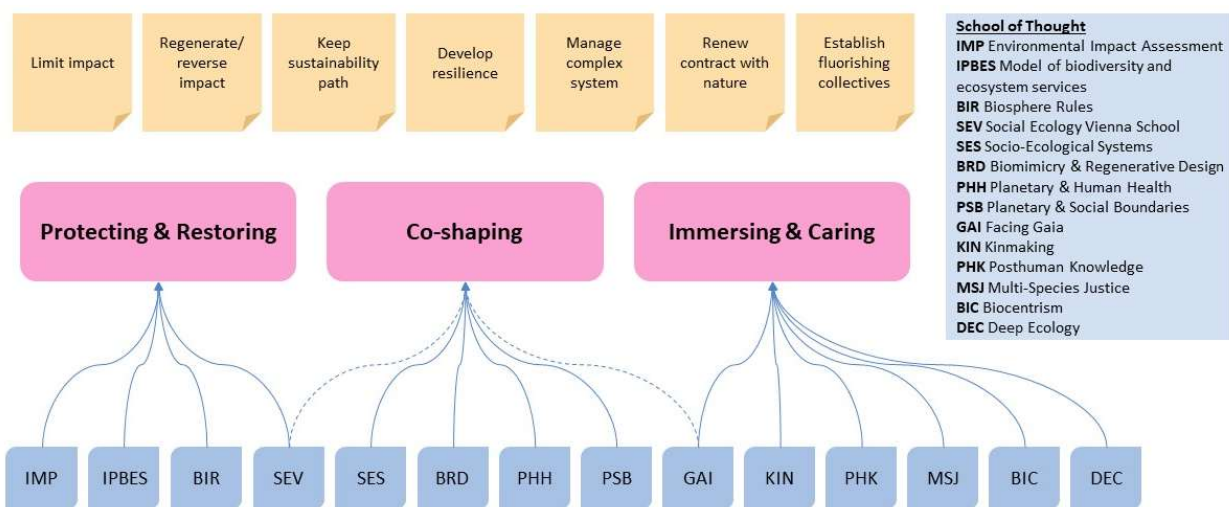 Limit impact
Regenerate/
reverse
impact
Keep
sustainability
path
Develop
resilience
Manage
complex
system
Renew
contract with
nature
Establish
fluorishing
collectives
School of Thought
IMP Environmental Impact Assessment
IPBES Model of biodiversity and
ecosystem services
BIR Biosphere Rules
SEV Social Ecology Vienna School
SES Socio-Ecological Systems
BRD Biomimicry & Regenerative Design
PHH Planetary & Human Health
PSB Planetary & Social Boundaries
GAI Facing Gaia
KIN Kinmaking
PHK Posthuman Knowledge
MSJ Multi-Species Justice
BIC Biocentrism
DEC Deep Ecology
Protecting & Restoring
Co-shaping
Immersing & Caring
IMP
IPBES
BIR
SEV
SES
BRD
PHH
PSB
GAI
KIN
PHK
MSJ
BIC
DEC